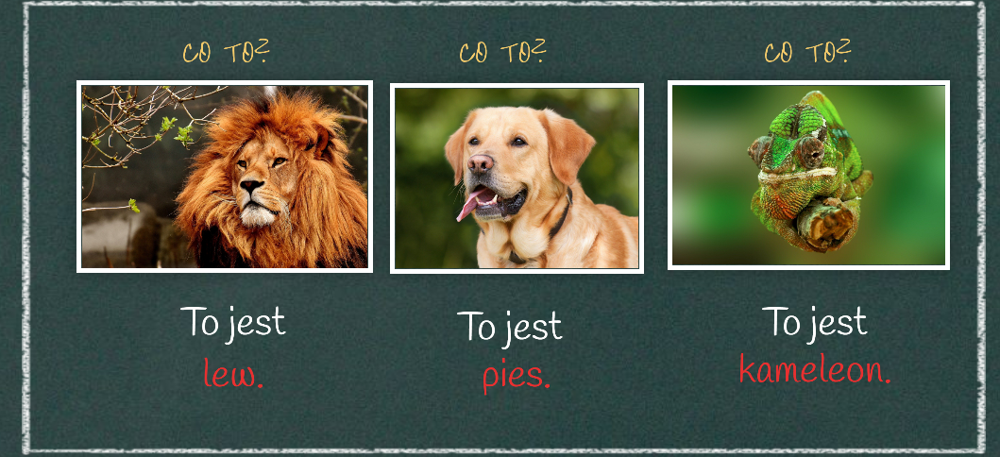 CO TO?
CO TO?
CO TO?
To jest
lew.
To jest
pies.
To jest
kameleon.